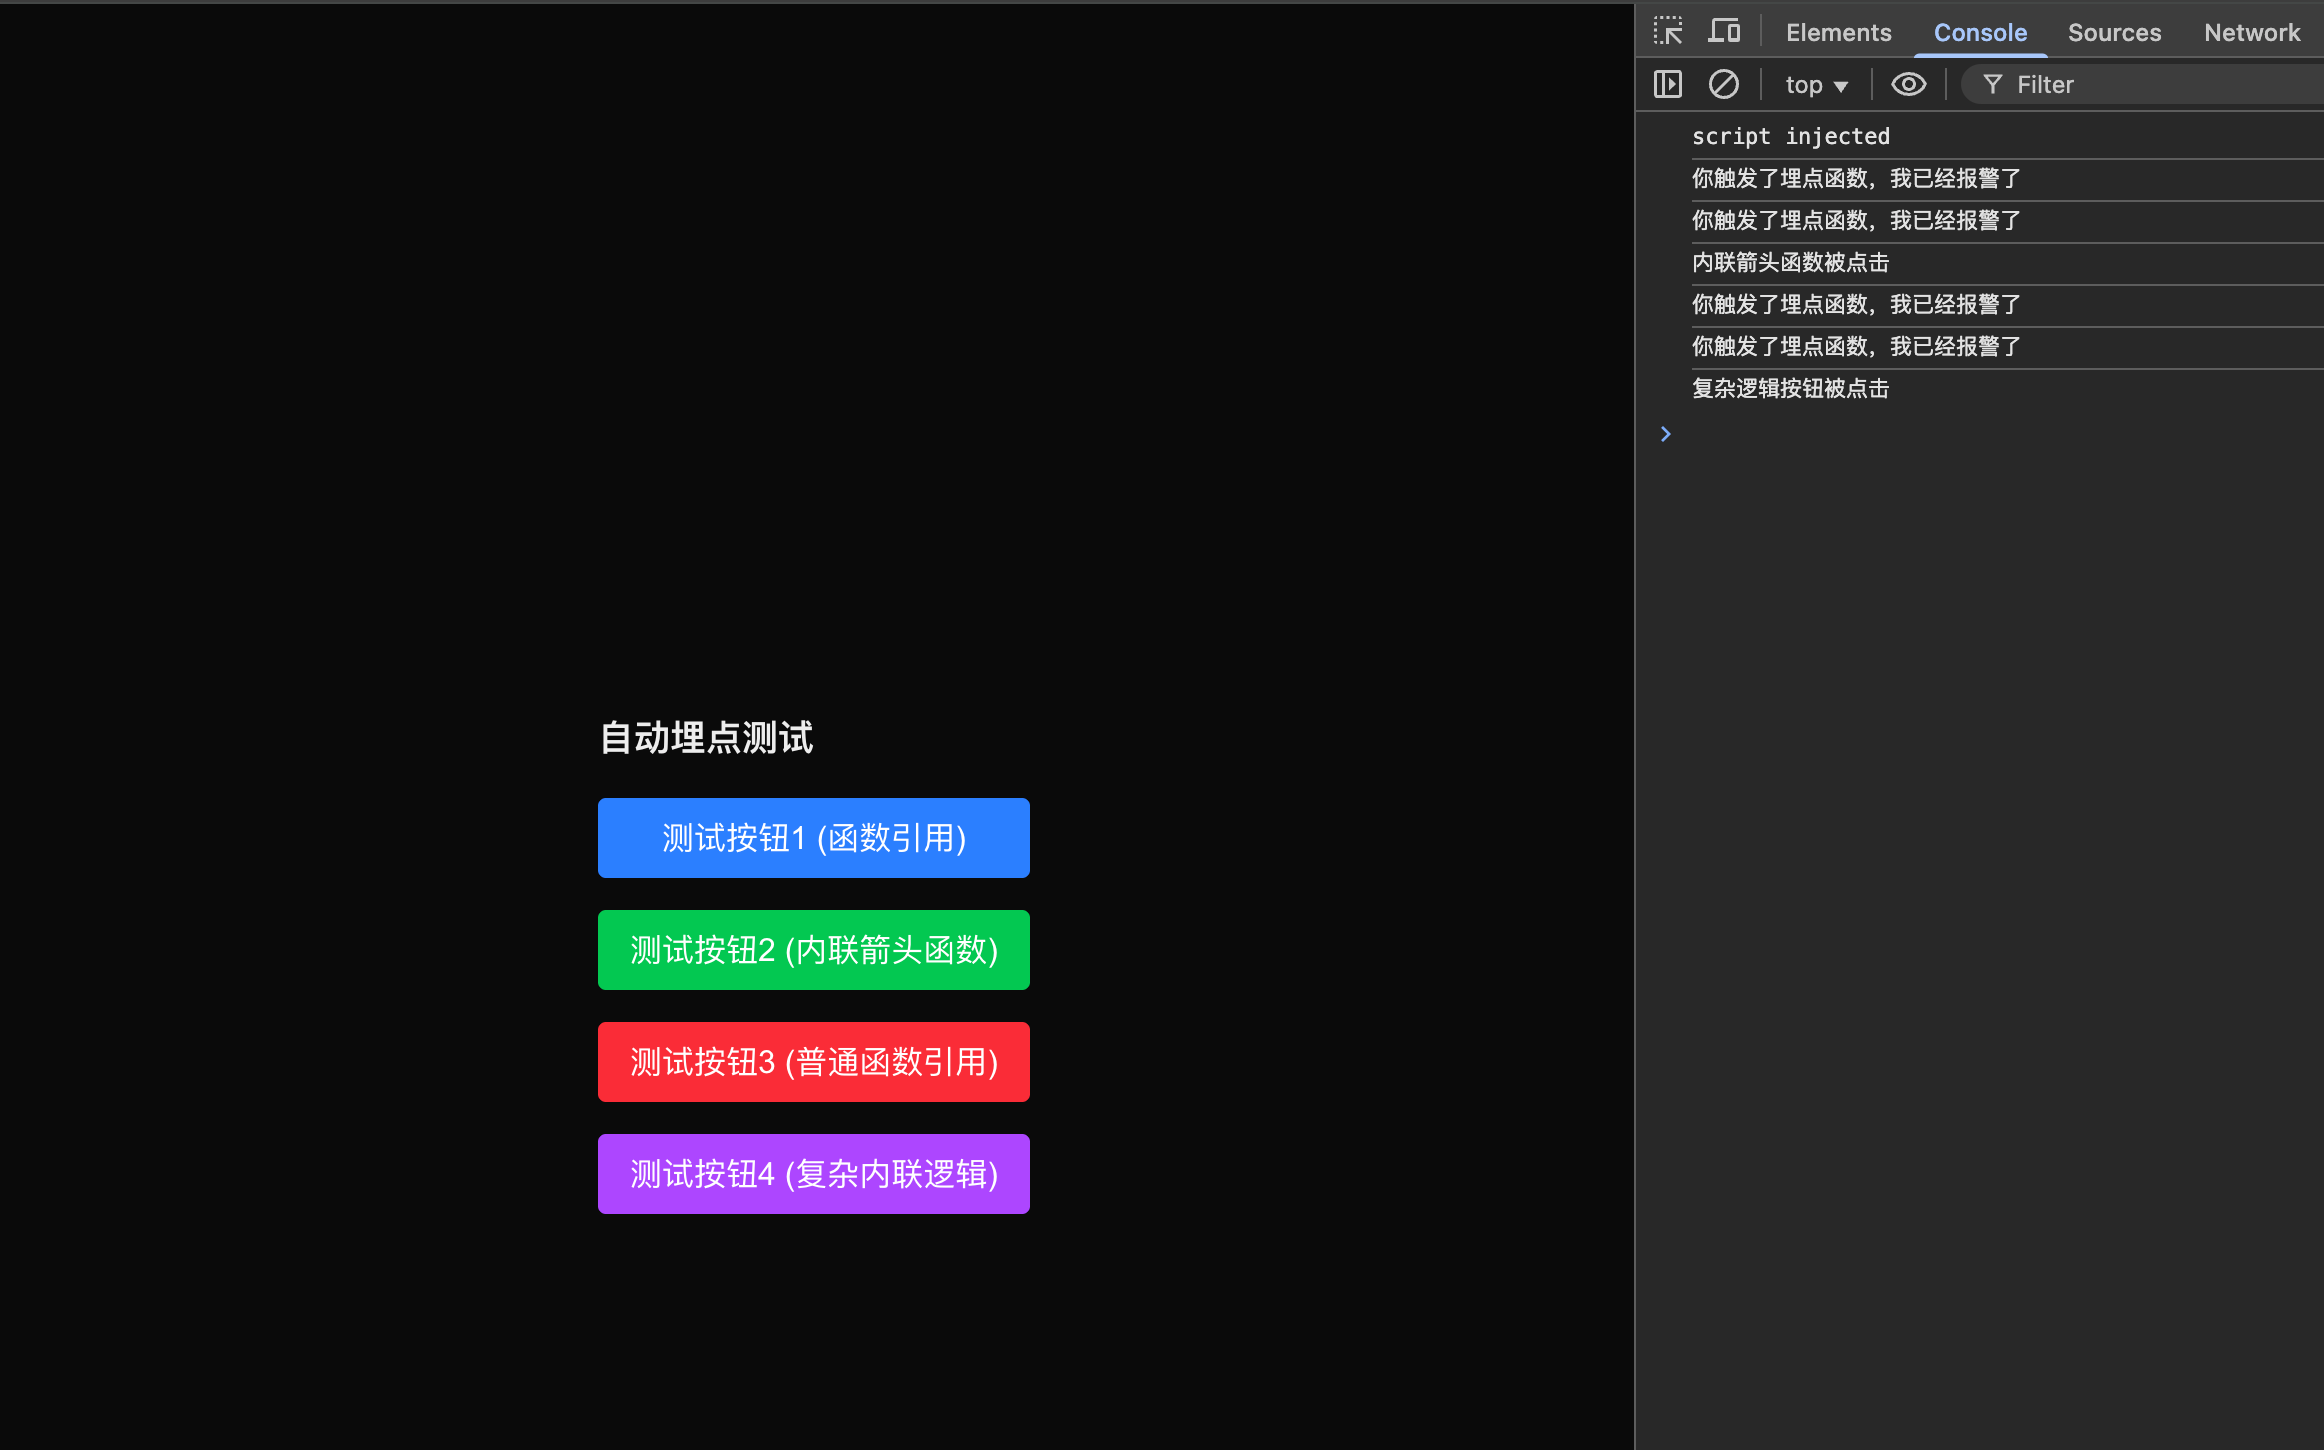 Elements Console Sources Network
top ▼ Filter
script injected
你触发了埋点函数，我已经报警了
你触发了埋点函数，我已经报警了
内联箭头函数被点击
你触发了埋点函数，我已经报警了
你触发了埋点函数，我已经报警了
复杂逻辑按钮被点击
自动埋点测试
测试按钮1 (函数引用)
测试按钮2 (内联箭头函数)
测试按钮3 (普通函数引用)
测试按钮4 (复杂内联逻辑)